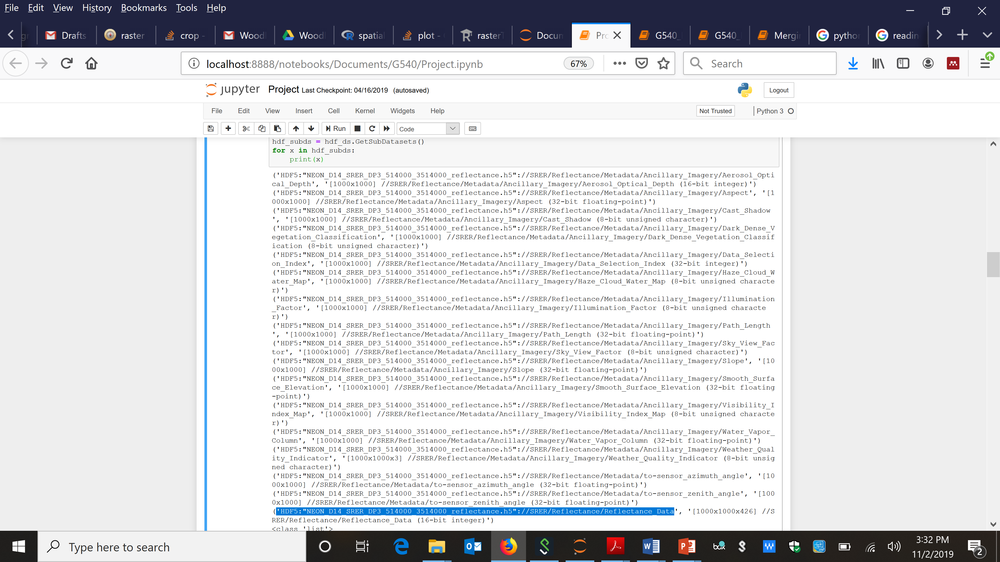 File Edit View History Bookmarks Tools Help
Drafts raster crop - Wood Wood spatial plot - raster Docum Pro G540_ G540_ Mergi python readin
localhost:8888/notebooks/Documents/G540/Project.ipynb 67% Search
jupyter Project Last Checkpoint: 04/16/2019 (autosaved) Logout
File Edit View Insert Cell Kernel Widgets Help Not Trusted Python 3
Run Code
hdf_subds = hdf_ds.GetSubDatasets()
for x in hdf_subds:
    print(x)
('HDF5:"NEON_D14_SRER_DP3_514000_3514000_reflectance.h5"://SRER/Reflectance/Metadata/Ancillary_Imagery/Aerosol_Opti
cal_Depth', '[1000x1000] //SRER/Reflectance/Metadata/Ancillary_Imagery/Aerosol_Optical_Depth (16-bit integer)')
('HDF5:"NEON_D14_SRER_DP3_514000_3514000_reflectance.h5"://SRER/Reflectance/Metadata/Ancillary_Imagery/Aspect', '[1
000x1000] //SRER/Reflectance/Metadata/Ancillary_Imagery/Aspect (32-bit floating-point)')
('HDF5:"NEON_D14_SRER_DP3_514000_3514000_reflectance.h5"://SRER/Reflectance/Metadata/Ancillary_Imagery/Cast_Shadow
', '[1000x1000] //SRER/Reflectance/Metadata/Ancillary_Imagery/Cast_Shadow (8-bit unsigned character)')
('HDF5:"NEON_D14_SRER_DP3_514000_3514000_reflectance.h5"://SRER/Reflectance/Metadata/Ancillary_Imagery/Dark_Dense_V
egetation_Classification', '[1000x1000] //SRER/Reflectance/Metadata/Ancillary_Imagery/Dark_Dense_Vegetation_Classif
ication (8-bit unsigned character)')
('HDF5:"NEON_D14_SRER_DP3_514000_3514000_reflectance.h5"://SRER/Reflectance/Metadata/Ancillary_Imagery/Data_Selecti
on_Index', '[1000x1000] //SRER/Reflectance/Metadata/Ancillary_Imagery/Data_Selection_Index (32-bit integer)')
('HDF5:"NEON_D14_SRER_DP3_514000_3514000_reflectance.h5"://SRER/Reflectance/Metadata/Ancillary_Imagery/Haze_Cloud_W
ater_Map', '[1000x1000] //SRER/Reflectance/Metadata/Ancillary_Imagery/Haze_Cloud_Water_Map (8-bit unsigned characte
r)')
('HDF5:"NEON_D14_SRER_DP3_514000_3514000_reflectance.h5"://SRER/Reflectance/Metadata/Ancillary_Imagery/Illumination
_Factor', '[1000x1000] //SRER/Reflectance/Metadata/Ancillary_Imagery/Illumination_Factor (8-bit unsigned characte
r)')
('HDF5:"NEON_D14_SRER_DP3_514000_3514000_reflectance.h5"://SRER/Reflectance/Metadata/Ancillary_Imagery/Path_Length
', '[1000x1000] //SRER/Reflectance/Metadata/Ancillary_Imagery/Path_Length (32-bit floating-point)')
('HDF5:"NEON_D14_SRER_DP3_514000_3514000_reflectance.h5"://SRER/Reflectance/Metadata/Ancillary_Imagery/Sky_View_Fac
tor', '[1000x1000] //SRER/Reflectance/Metadata/Ancillary_Imagery/Sky_View_Factor (8-bit unsigned character)')
('HDF5:"NEON_D14_SRER_DP3_514000_3514000_reflectance.h5"://SRER/Reflectance/Metadata/Ancillary_Imagery/Slope', '[10
00x1000] //SRER/Reflectance/Metadata/Ancillary_Imagery/Slope (32-bit floating-point)')
('HDF5:"NEON_D14_SRER_DP3_514000_3514000_reflectance.h5"://SRER/Reflectance/Metadata/Ancillary_Imagery/Smooth_Surfa
ce_Elevation', '[1000x1000] //SRER/Reflectance/Metadata/Ancillary_Imagery/Smooth_Surface_Elevation (32-bit floating
-point)')
('HDF5:"NEON_D14_SRER_DP3_514000_3514000_reflectance.h5"://SRER/Reflectance/Metadata/Ancillary_Imagery/Visibility_I
ndex_Map', '[1000x1000] //SRER/Reflectance/Metadata/Ancillary_Imagery/Visibility_Index_Map (8-bit unsigned characte
r)')
('HDF5:"NEON_D14_SRER_DP3_514000_3514000_reflectance.h5"://SRER/Reflectance/Metadata/Ancillary_Imagery/Water_Vapor_
Column', '[1000x1000] //SRER/Reflectance/Metadata/Ancillary_Imagery/Water_Vapor_Column (32-bit floating-point)')
('HDF5:"NEON_D14_SRER_DP3_514000_3514000_reflectance.h5"://SRER/Reflectance/Metadata/Ancillary_Imagery/Weather_Qual
ity_Indicator', '[1000x1000x3] //SRER/Reflectance/Metadata/Ancillary_Imagery/Weather_Quality_Indicator (8-bit unsig
ned character)')
('HDF5:"NEON_D14_SRER_DP3_514000_3514000_reflectance.h5"://SRER/Reflectance/Metadata/to-sensor_azimuth_angle', '[10
00x1000] //SRER/Reflectance/Metadata/to-sensor_azimuth_angle (32-bit floating-point)')
('HDF5:"NEON_D14_SRER_DP3_514000_3514000_reflectance.h5"://SRER/Reflectance/Metadata/to-sensor_zenith_angle', '[100
0x1000] //SRER/Reflectance/Metadata/to-sensor_zenith_angle (32-bit floating-point)')
('HDF5:"NEON_D14_SRER_DP3_514000_3514000_reflectance.h5"://SRER/Reflectance/Reflectance_Data', '[1000x1000x426] //S
RER/Reflectance/Reflectance_Data (16-bit integer)')
<class 'list'>
Type here to search box 3:32 PM
11/2/2019 2